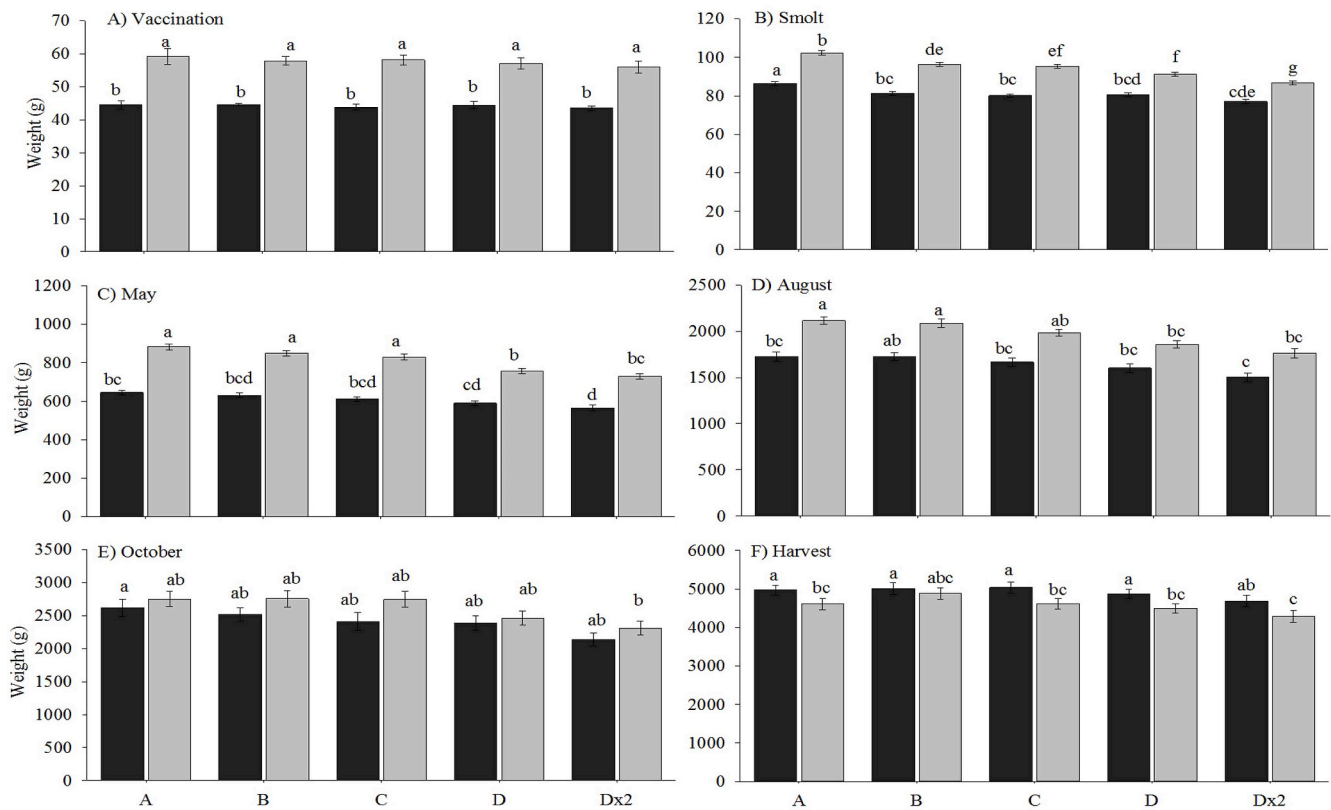 A) Vaccination
Weight (g)
70
60
50
40
30
20
10
0
b a b a b a b a b a
B) Smolt
120
100
80
60
40
20
0
a b bc de bc ef bcd f cde g
C) May
Weight (g)
1200
1000
800
600
400
200
0
bc a bcd a bcd a cd b d bc
D) August
2500
2000
1500
1000
500
0
bc a ab a bc ab bc bc c bc
E) October
Weight (g)
3500
3000
2500
2000
1500
1000
500
0
a ab ab ab ab ab ab ab ab b
A B C D Dx2
F) Harvest
6000
5000
4000
3000
2000
1000
0
a bc a abc a bc a bc ab c
A B C D Dx2